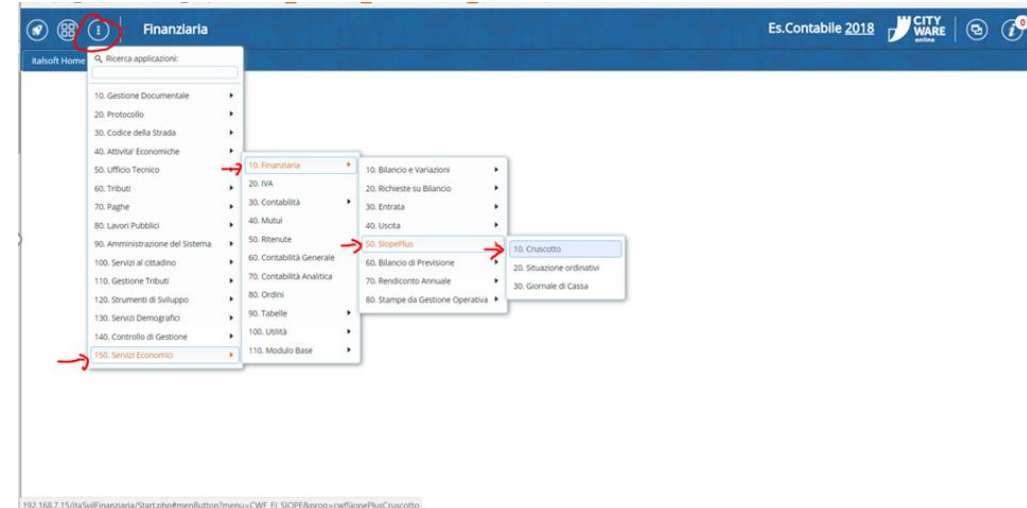 Finanziaria
Es.Contabile 2018
CITY
WARE
online
Italsoft Home
Ricerca applicazioni:
10. Gestione Documentale
20. Protocollo
30. Codice della Strada
40. Attivita' Economiche
50. Ufficio Tecnico
60. Tributi
70. Paghe
80. Lavori Pubblici
90. Amministrazione del Sistema
100. Servizi al cittadino
110. Gestione Tributi
120. Strumenti di Sviluppo
130. Servizi Demografici
140. Controllo di Gestione
150. Servizi Economici
10. Finanziaria
20. IVA
30. Contabilità
40. Mutui
50. Ritenute
60. Contabilità Generale
70. Contabilità Analitica
80. Ordini
90. Tabelle
100. Utilità
110. Modulo Base
10. Bilancio e Variazioni
20. Richieste su Bilancio
30. Entrata
40. Uscita
50. SiopePlus
60. Bilancio di Previsione
70. Rendiconto Annuale
80. Stampe da Gestione Operativa
10. Cruscotto
20. Situazione ordinativi
30. Giornale di Cassa
192.168.7.15/itaSvilFinanziaria/Start.php#menButton?menu=CWF_FI_SIOPE&prog=cwfSiopePlusCruscotto